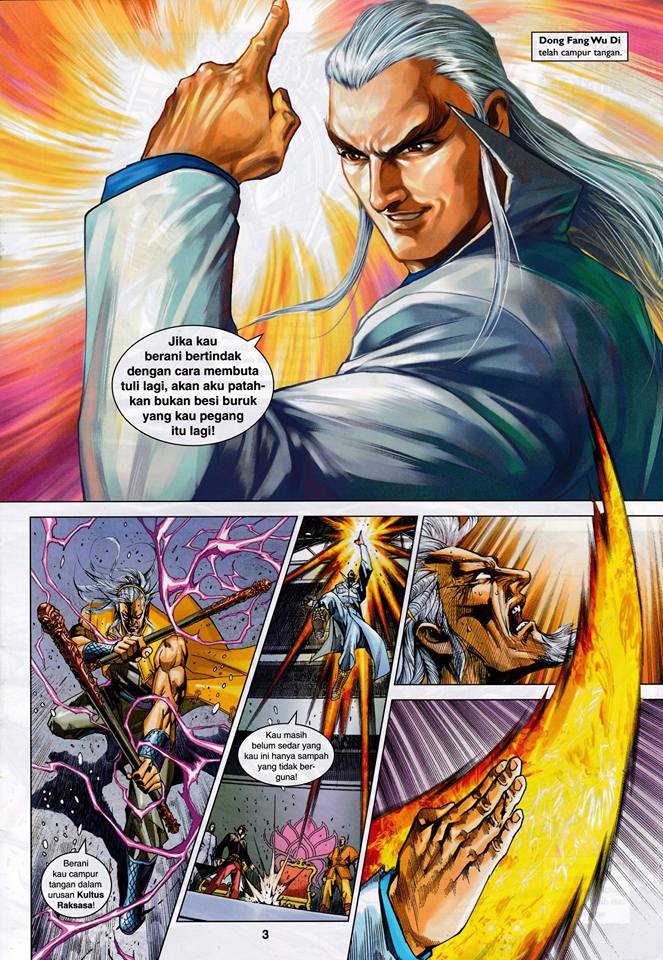 Dong Fang Wu Di
telah campur tangan.
Jika kau
berani bertindak
dengan cara membuta
tuli lagi, akan aku patah-
kan bukan besi buruk
yang kau pegang
itu lagi!
Berani
kau campur
tangan dalam
urusan Kultus
Raksasa!
Kau masih
belum sedar yang
kau ini hanya sampah
yang tidak ber-
guna!
3